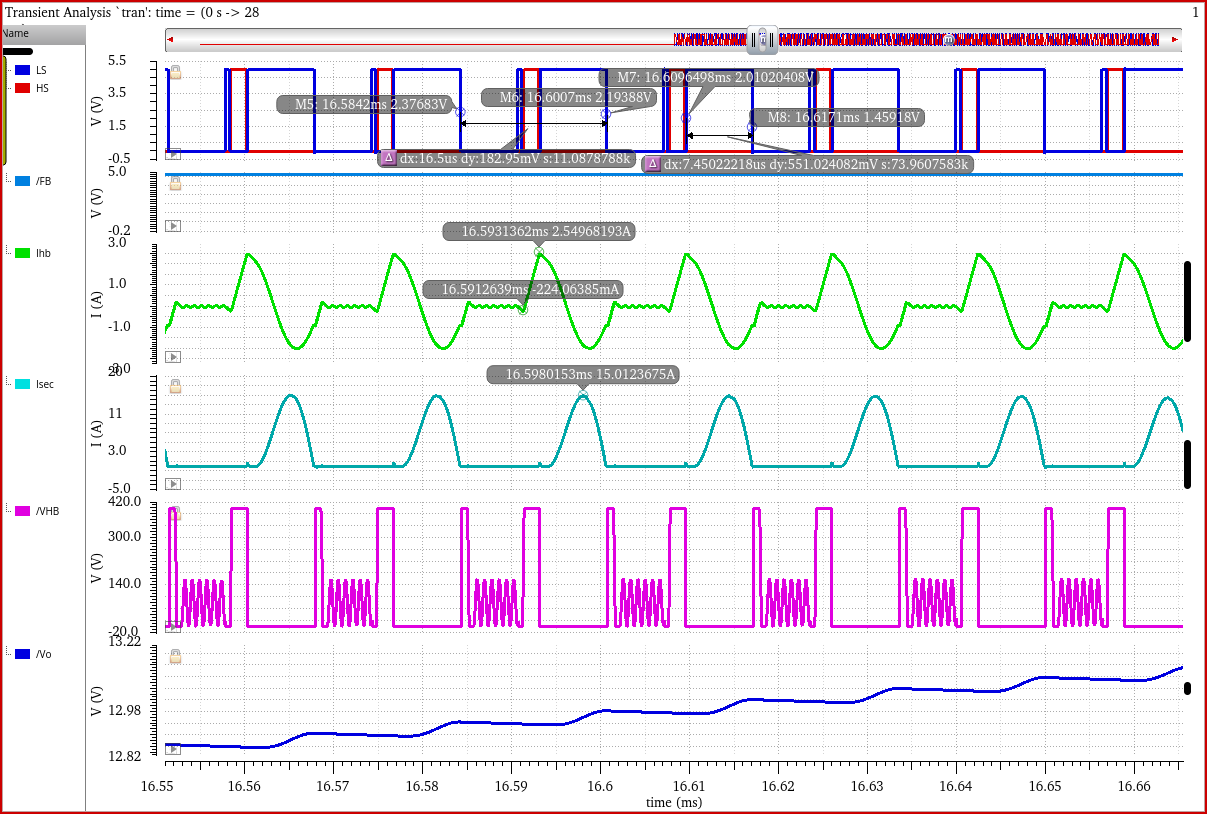 Transient Analysis `tran': time = (0 s -> 28
1
Name
LS
HS
/FB
Ihb
Isec
/VHB
/Vo
5.5
3.5
1.5
-0.5
V (V)
M5: 16.5842ms 2.37683V
M6: 16.6007ms 2.19388V
M7: 16.6096498ms 2.01020408V
M8: 16.6171ms 1.45918V
Δ dx:16.5us dy:182.95mV s:11.0878788k
Δ dx:7.45022218us dy:551.024082mV s:73.9607583k
5.0
-0.2
V (V)
3.0
1.0
-1.0
-3.0
I (A)
16.5931362ms 2.54968193A
16.5912639ms -224.06385mA
20
11
3.0
-5.0
I (A)
16.5980153ms 15.0123675A
420.0
300.0
140.0
-20.0
V (V)
13.22
12.98
12.82
V (V)
16.55 16.56 16.57 16.58 16.59 16.6 16.61 16.62 16.63 16.64 16.65 16.66
time (ms)